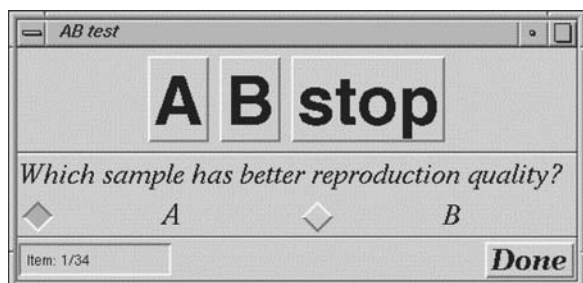 AB test
A B stop
Which sample has better reproduction quality?
A B
Item: 1/34 Done